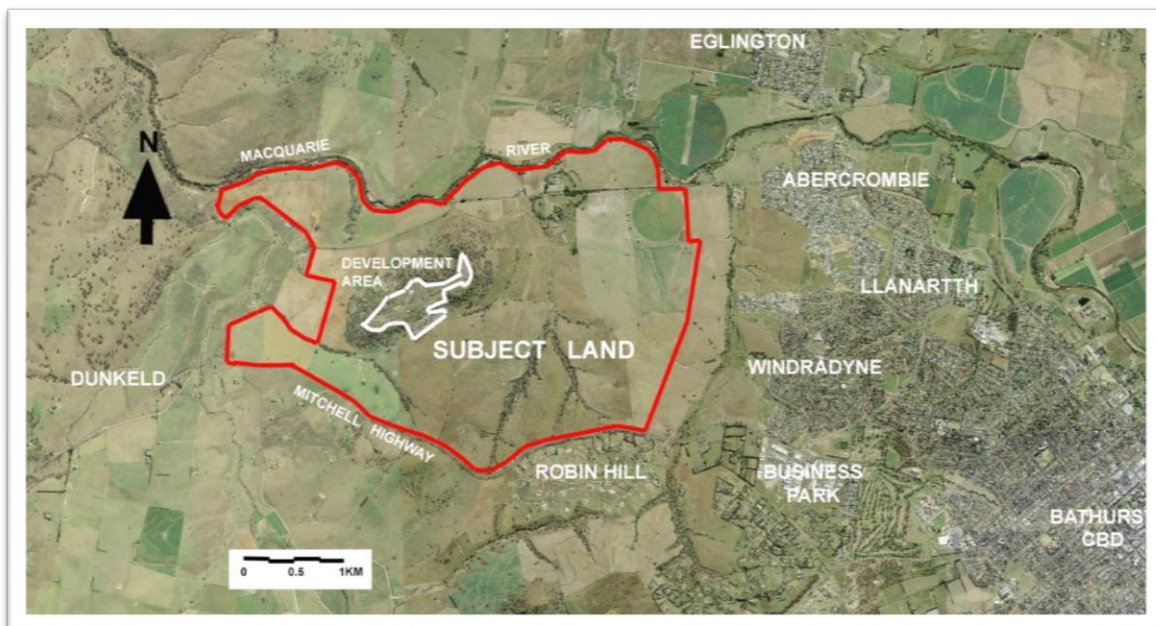 EGLINGTON
N
MACQUARIE
RIVER
ABERCROMBIE
DEVELOPMENT
AREA
LLANARTTH
SUBJECT LAND
WINDRADYNE
DUNKELD
MITCHELL HIGHWAY
ROBIN HILL
BUSINESS
PARK
BATHURS
CBD
0 0.5 1KM